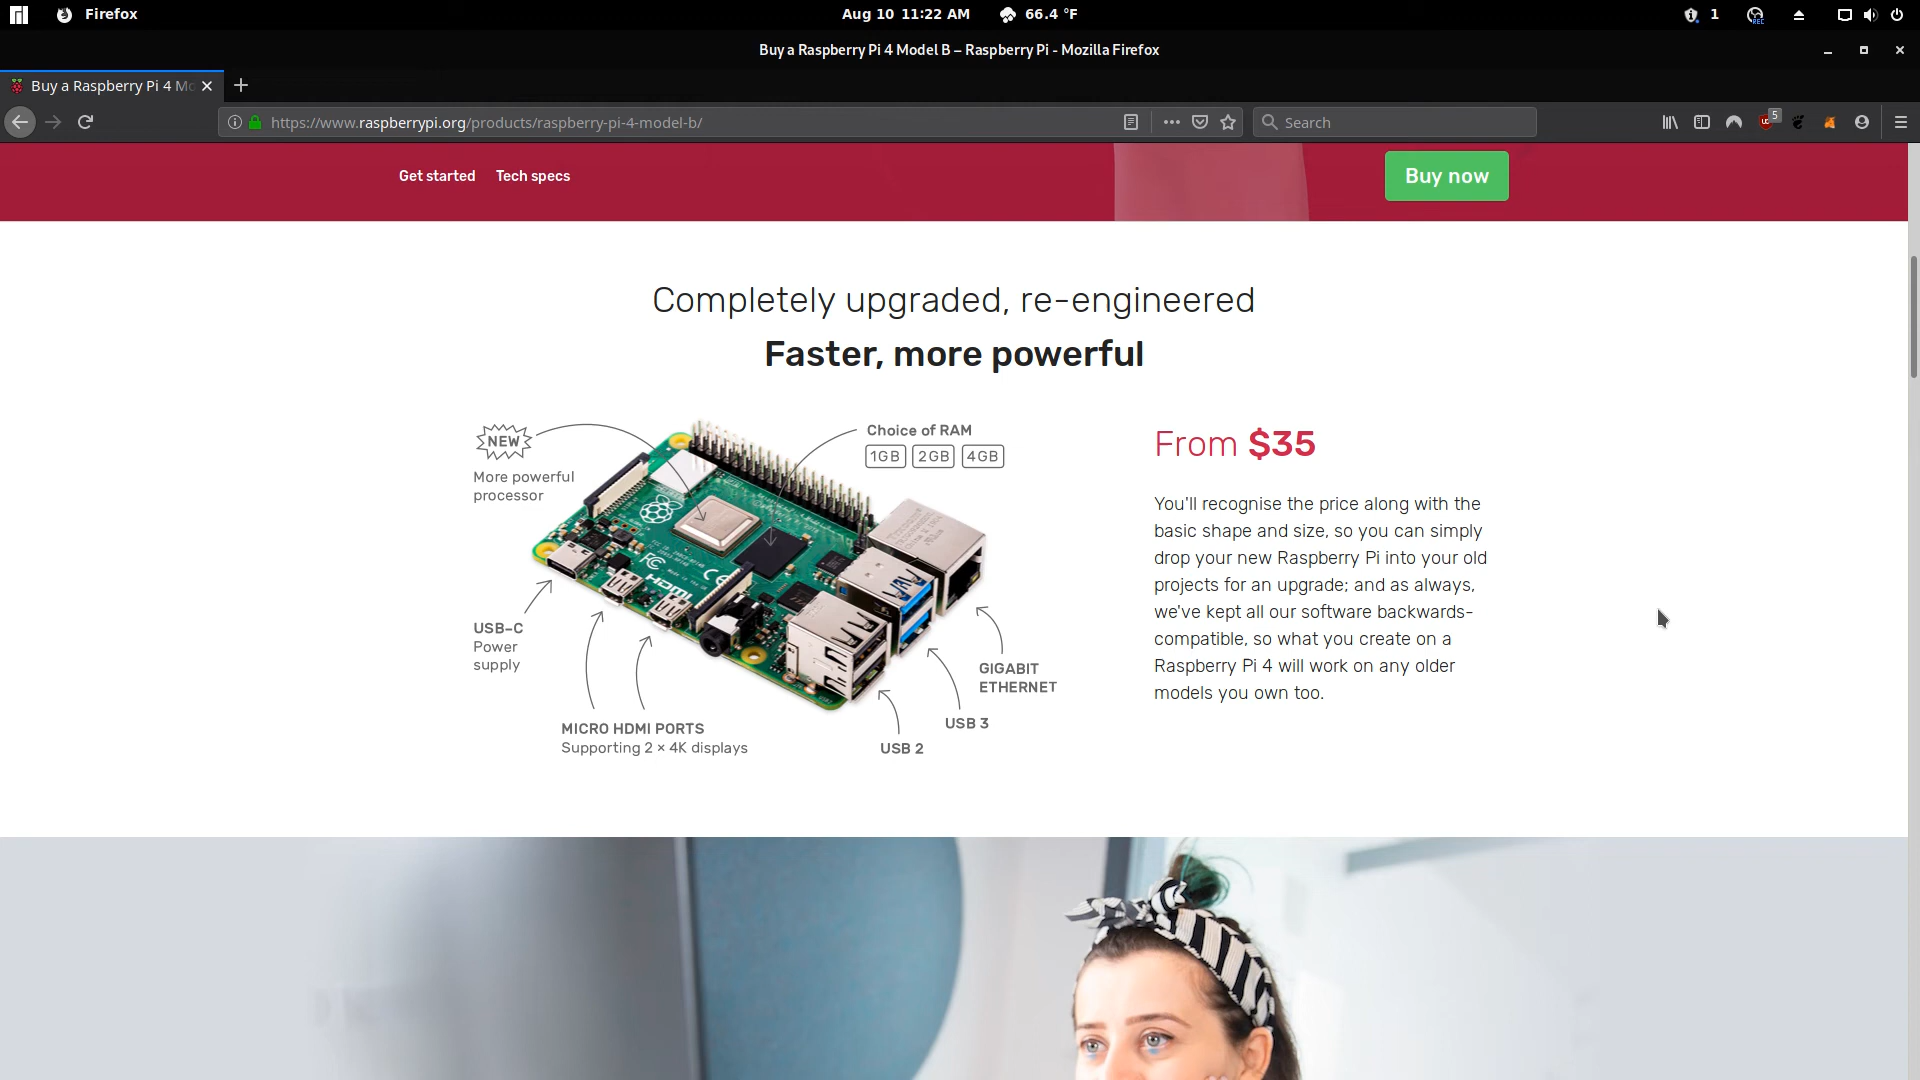 Firefox
Aug 10 11:22 AM
66.4 °F
1
REC
Buy a Raspberry Pi 4 Model B – Raspberry Pi - Mozilla Firefox
Buy a Raspberry Pi 4 Mo
https://www.raspberrypi.org/products/raspberry-pi-4-model-b/
Search
5
Get started
Tech specs
Buy now
Completely upgraded, re-engineered
Faster, more powerful
NEW
More powerful
processor
Choice of RAM
1GB 2GB 4GB
FC
CE
HDMI
USB-C
Power
supply
MICRO HDMI PORTS
Supporting 2 × 4K displays
USB 2
USB 3
GIGABIT
ETHERNET
From $35
You'll recognise the price along with the
basic shape and size, so you can simply
drop your new Raspberry Pi into your old
projects for an upgrade; and as always,
we've kept all our software backwards-
compatible, so what you create on a
Raspberry Pi 4 will work on any older
models you own too.